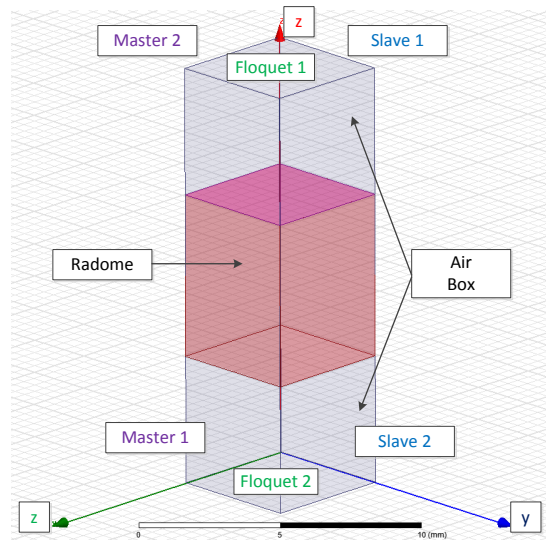 z
z
Master 2
Slave 1
Floquet 1
Radome
Air
Box
Master 1
Slave 2
Floquet 2
z
y
0
5
10 (mm)